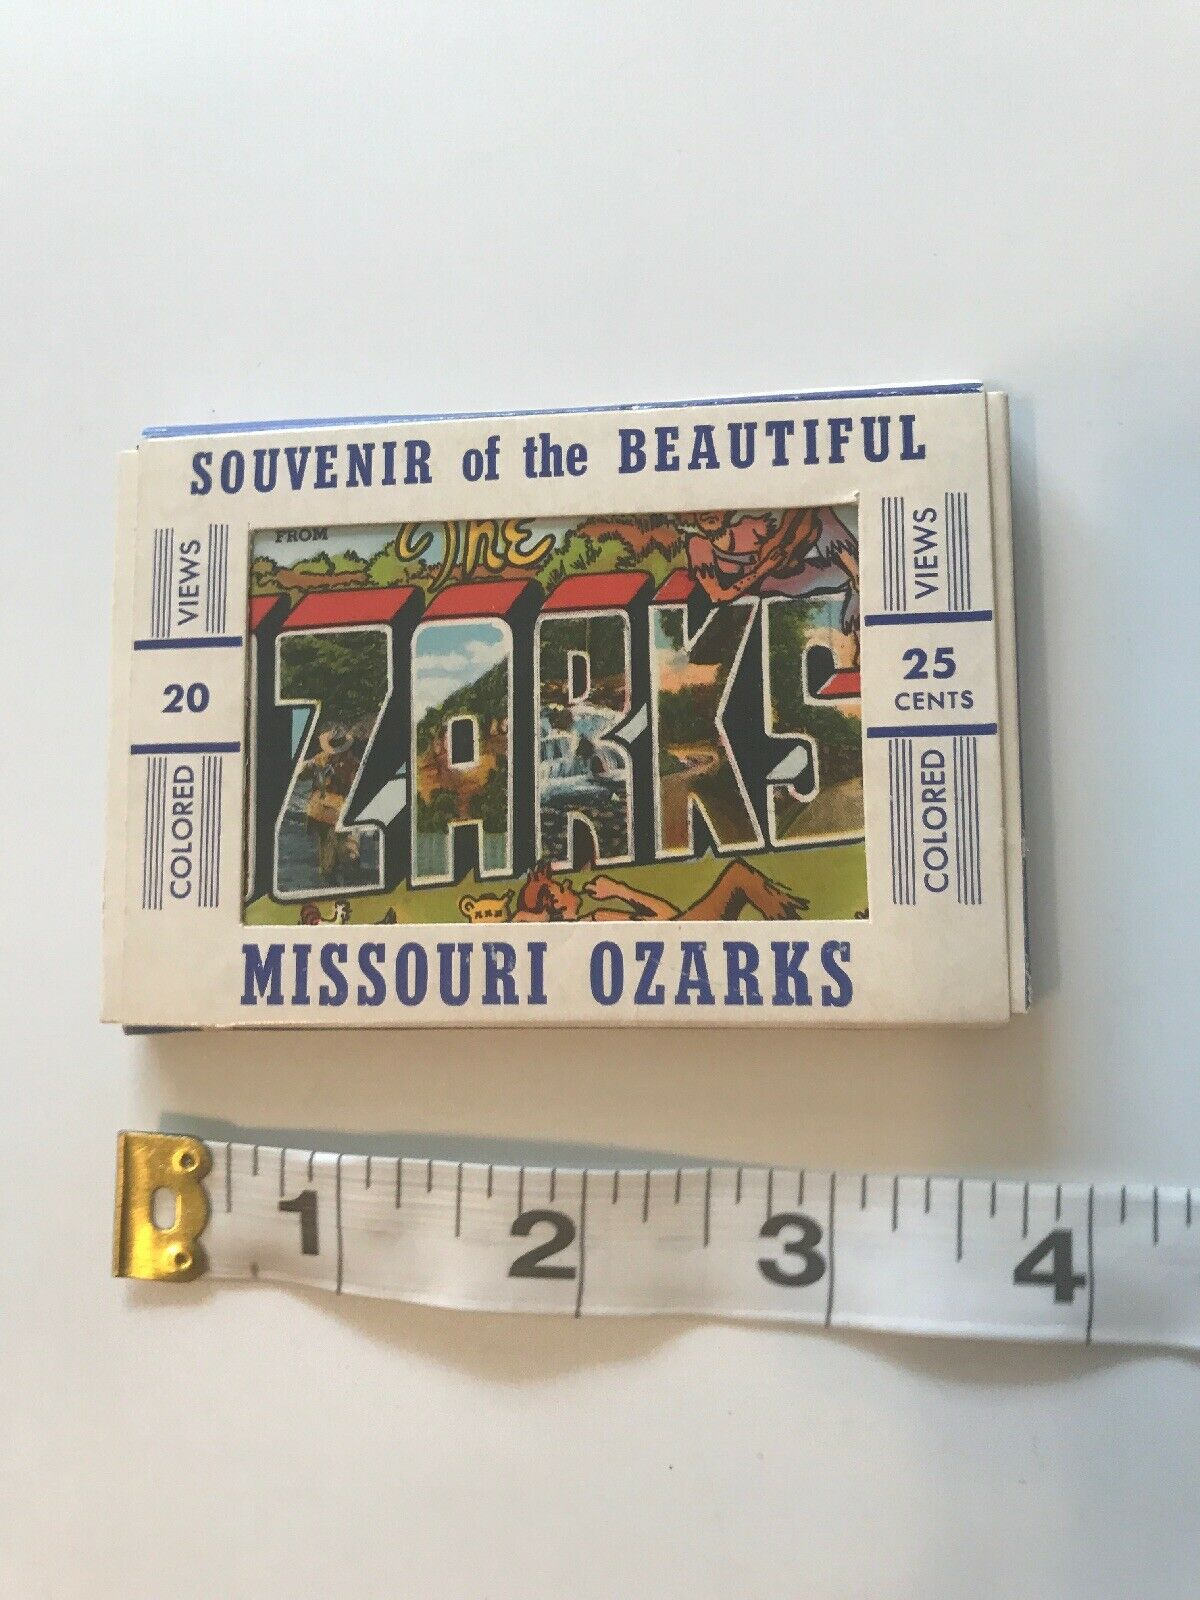 SOUVENIR of the BEAUTIFUL
VIEWS
20
COLORED
FROM
The
ZARKS
VIEWS
25
CENTS
COLORED
MISSOURI OZARKS
1 2 3 4